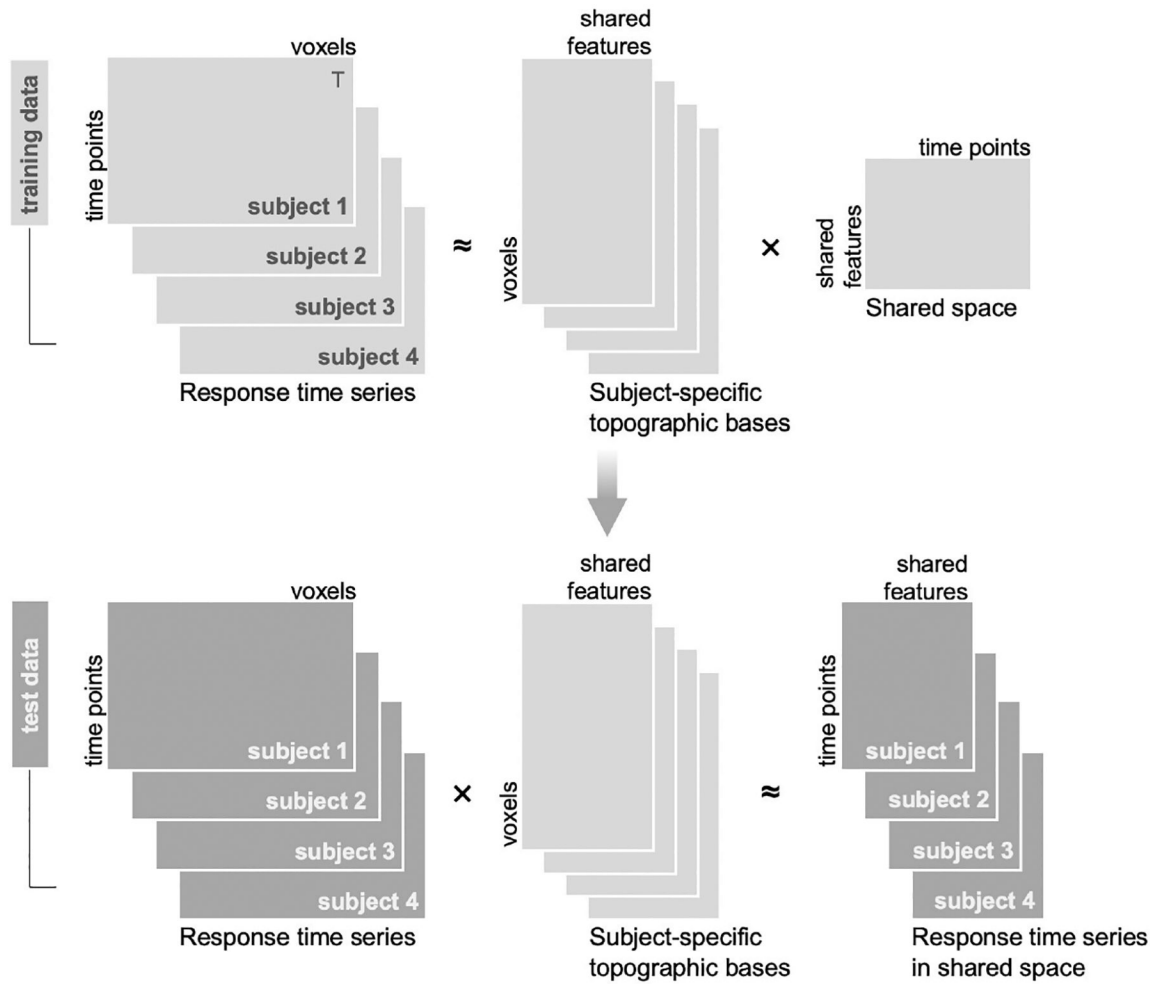 training data
voxels
T
time points
subject 1
subject 2
subject 3
subject 4
Response time series
≈
shared
features
voxels
Subject-specific
topographic bases
×
time points
shared
features
Shared space
test data
voxels
time points
subject 1
subject 2
subject 3
subject 4
Response time series
×
shared
features
voxels
Subject-specific
topographic bases
≈
shared
features
time points
subject 1
subject 2
subject 3
subject 4
Response time series
in shared space